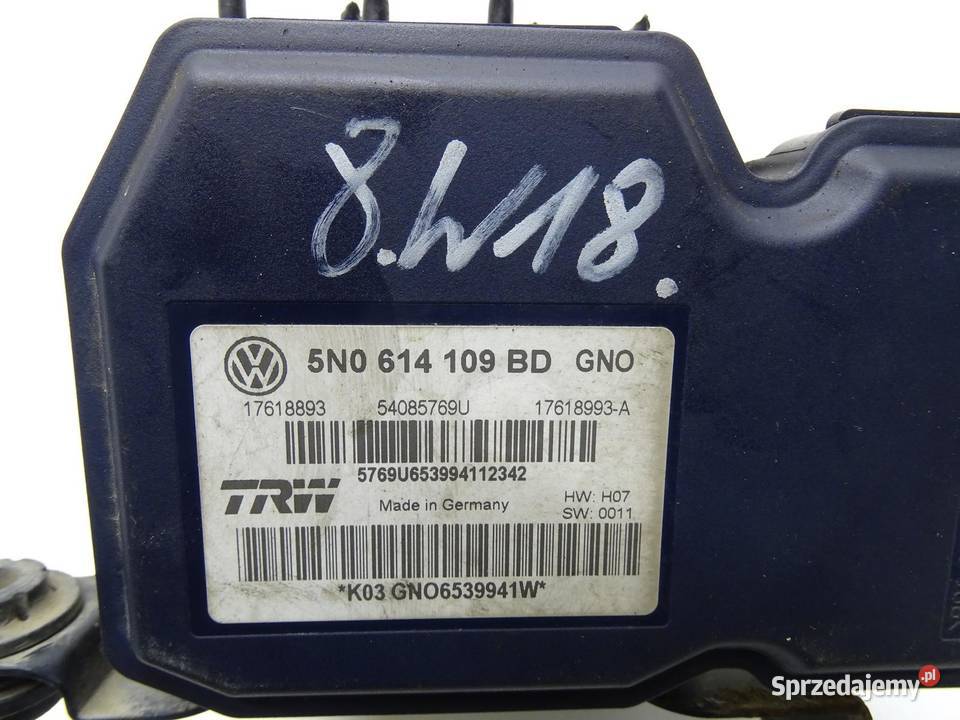 8.W18.
5N0 614 109 BD GNO
17618893 54085769U 17618993-A
5769U653994112342
TRW Made in Germany HW: H07
SW: 0011
*K03 GNO6539941W*
Sprzedajemy.pl